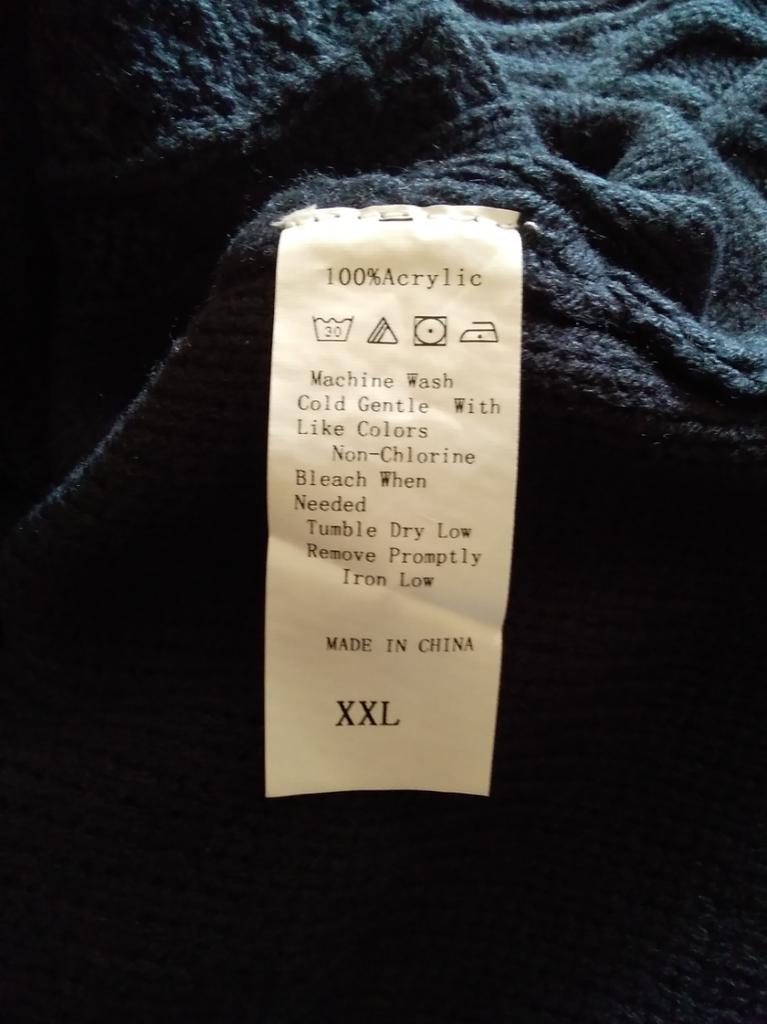 100%Acrylic
30
Machine Wash
Cold Gentle With
Like Colors
Non-Chlorine
Bleach When
Needed
Tumble Dry Low
Remove Promptly
Iron Low
MADE IN CHINA
XXL